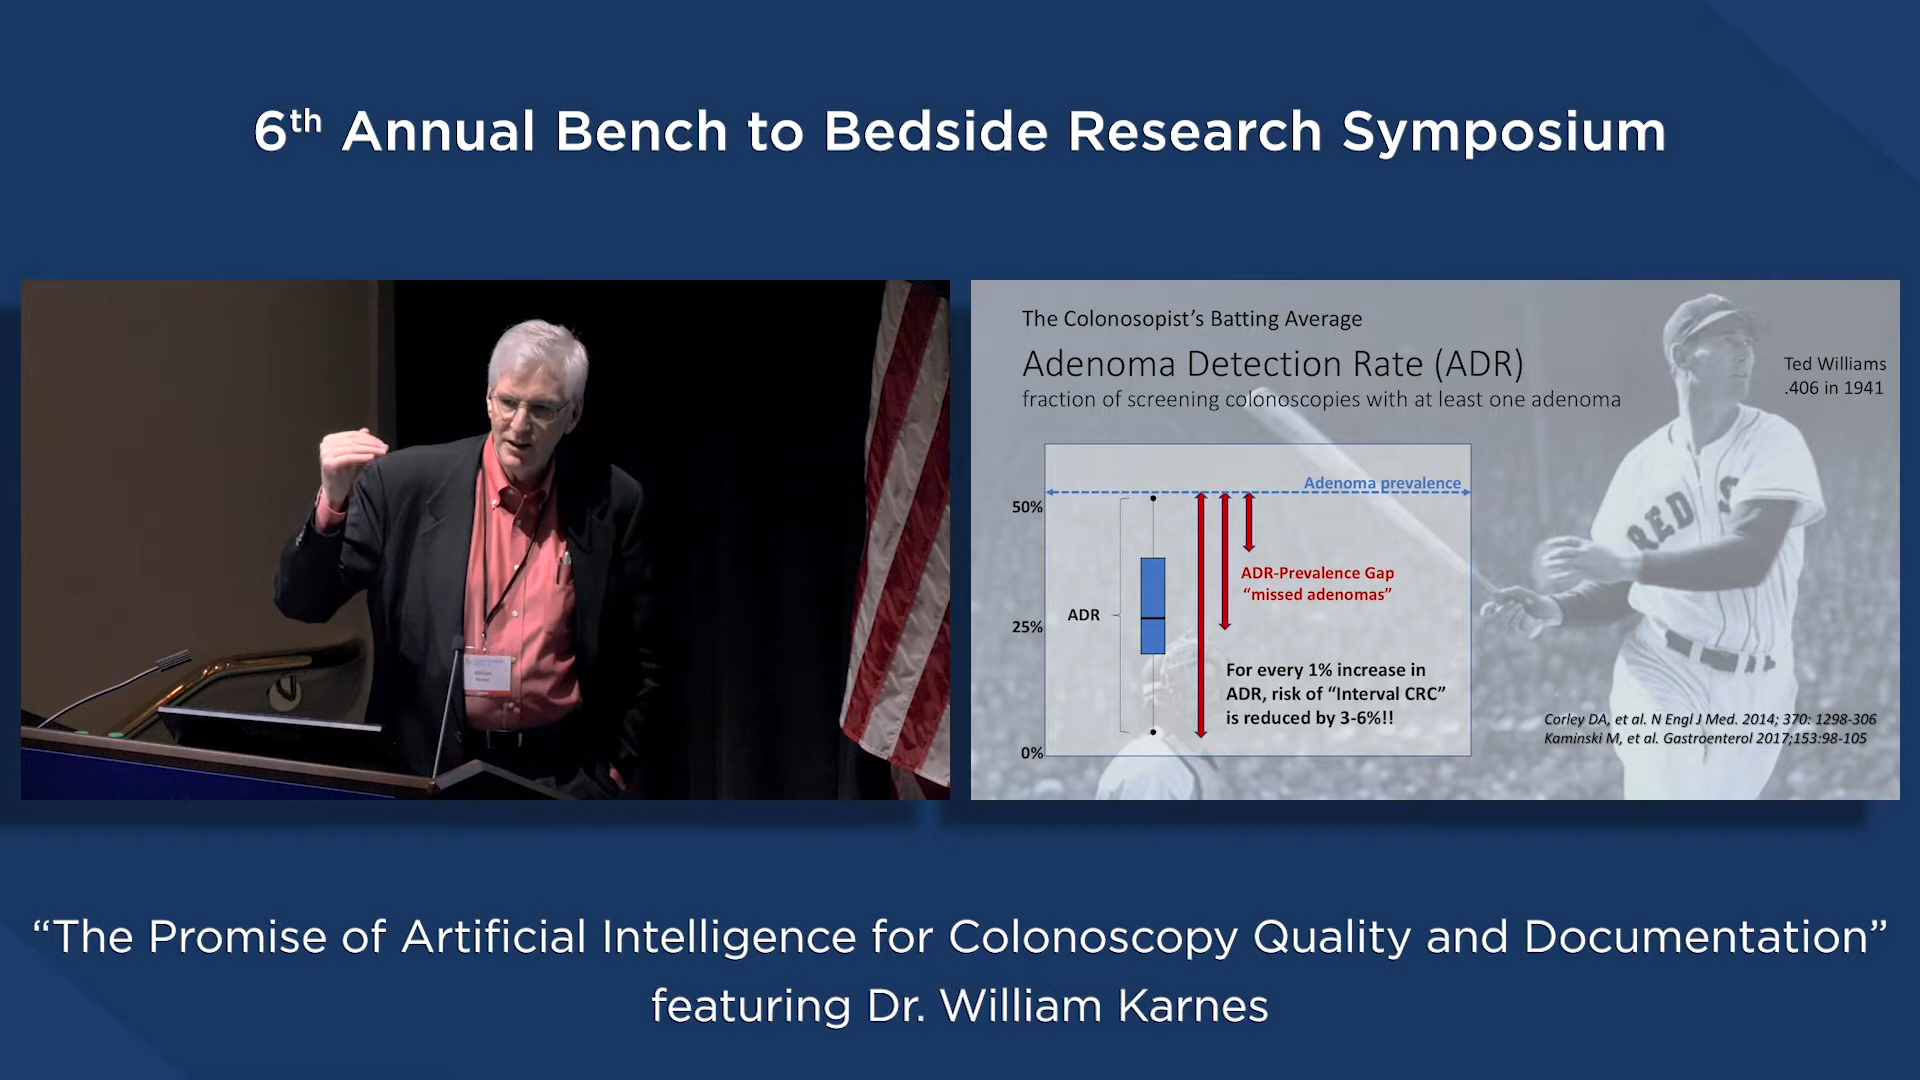 6th Annual Bench to Bedside Research Symposium
William
Karnes
The Colonosopist's Batting Average
Adenoma Detection Rate (ADR)
fraction of screening colonoscopies with at least one adenoma
Ted Williams
.406 in 1941
Adenoma prevalence
50%
ADR-Prevalence Gap
“missed adenomas”
ADR
25%
For every 1% increase in
ADR, risk of “Interval CRC”
is reduced by 3-6%!!
0%
RED S
Corley DA, et al. N Engl J Med. 2014; 370: 1298-306
Kaminski M, et al. Gastroenterol 2017;153:98-105
“The Promise of Artificial Intelligence for Colonoscopy Quality and Documentation”
featuring Dr. William Karnes